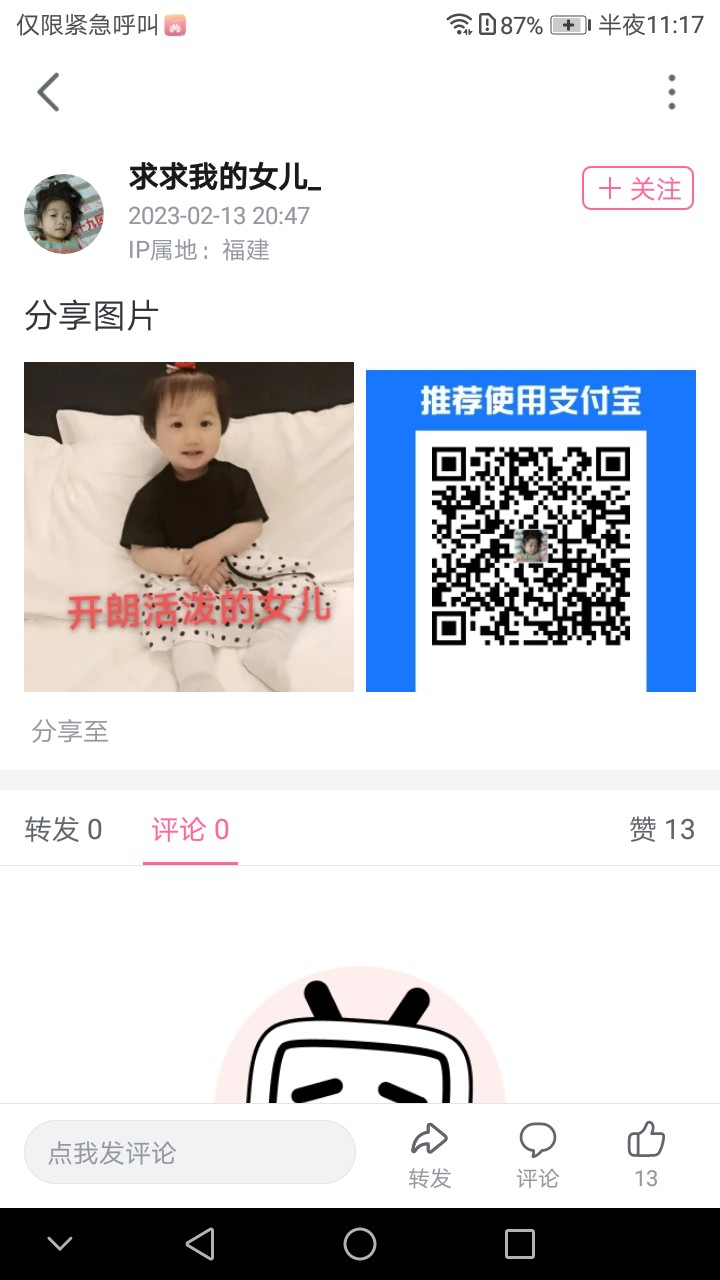 仅限紧急呼叫
87%
半夜11:17
求求我的女儿_
2023-02-13 20:47
IP属地：福建
+ 关注
分享图片
开朗活泼的女儿
推荐使用支付宝
分享至
转发 0
评论 0
赞 13
点我发评论
转发
评论
13